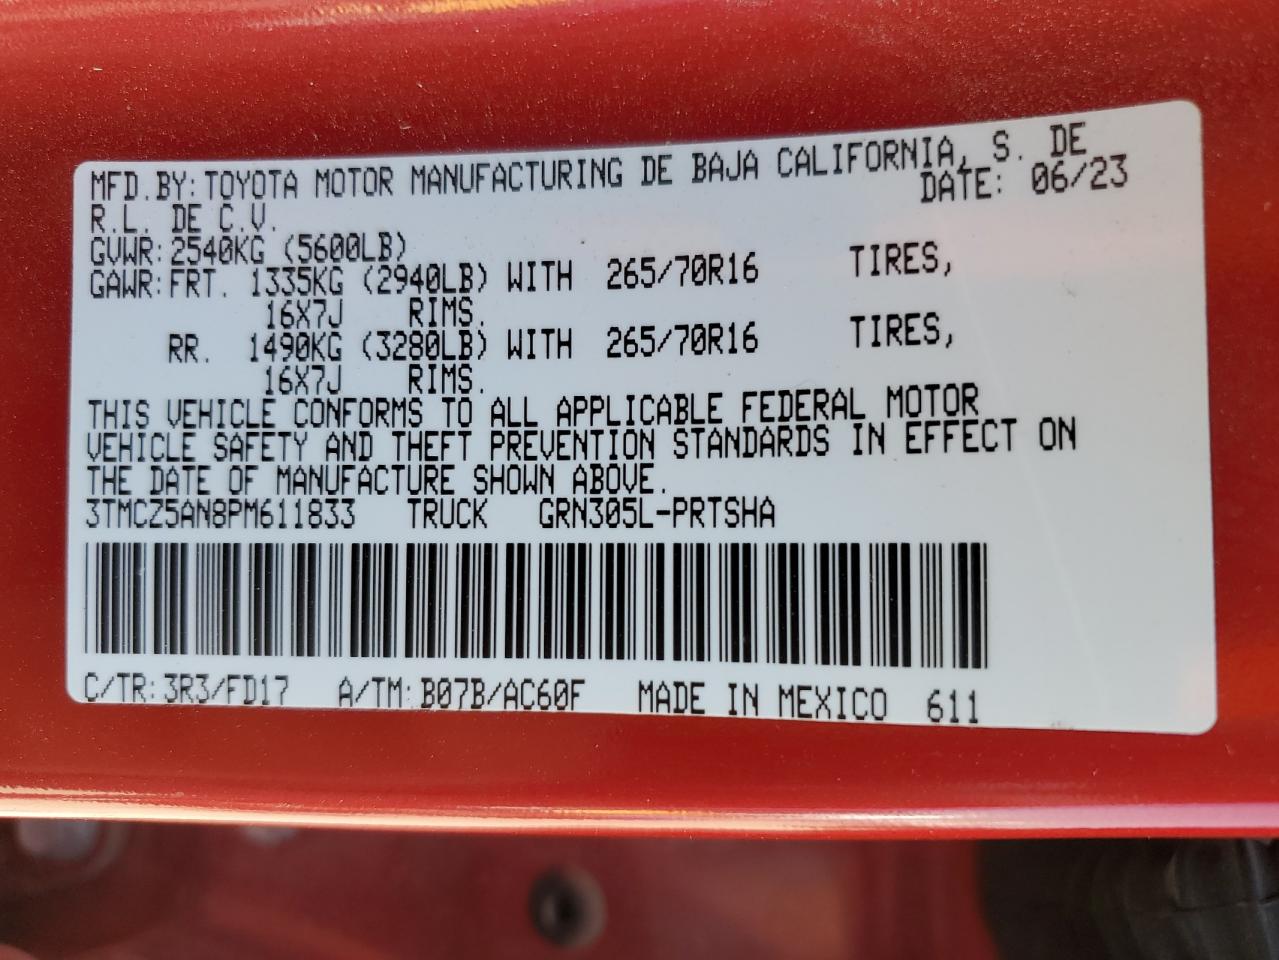 MFD.BY:TOYOTA MOTOR MANUFACTURING DE BAJA CALIFORNIA, S. DE
R.L. DE C.V. DATE: 06/23
GVWR:2540KG (5600LB)
GAWR:FRT. 1335KG (2940LB) WITH 265/70R16 TIRES,
16X7J RIMS.
RR. 1490KG (3280LB) WITH 265/70R16 TIRES,
16X7J RIMS.
THIS VEHICLE CONFORMS TO ALL APPLICABLE FEDERAL MOTOR
VEHICLE SAFETY AND THEFT PREVENTION STANDARDS IN EFFECT ON
THE DATE OF MANUFACTURE SHOWN ABOVE.
3TMCZ5AN8PM611833 TRUCK GRN305L-PRTSHA
C/TR:3R3/FD17 A/TM:B07B/AC60F MADE IN MEXICO 611